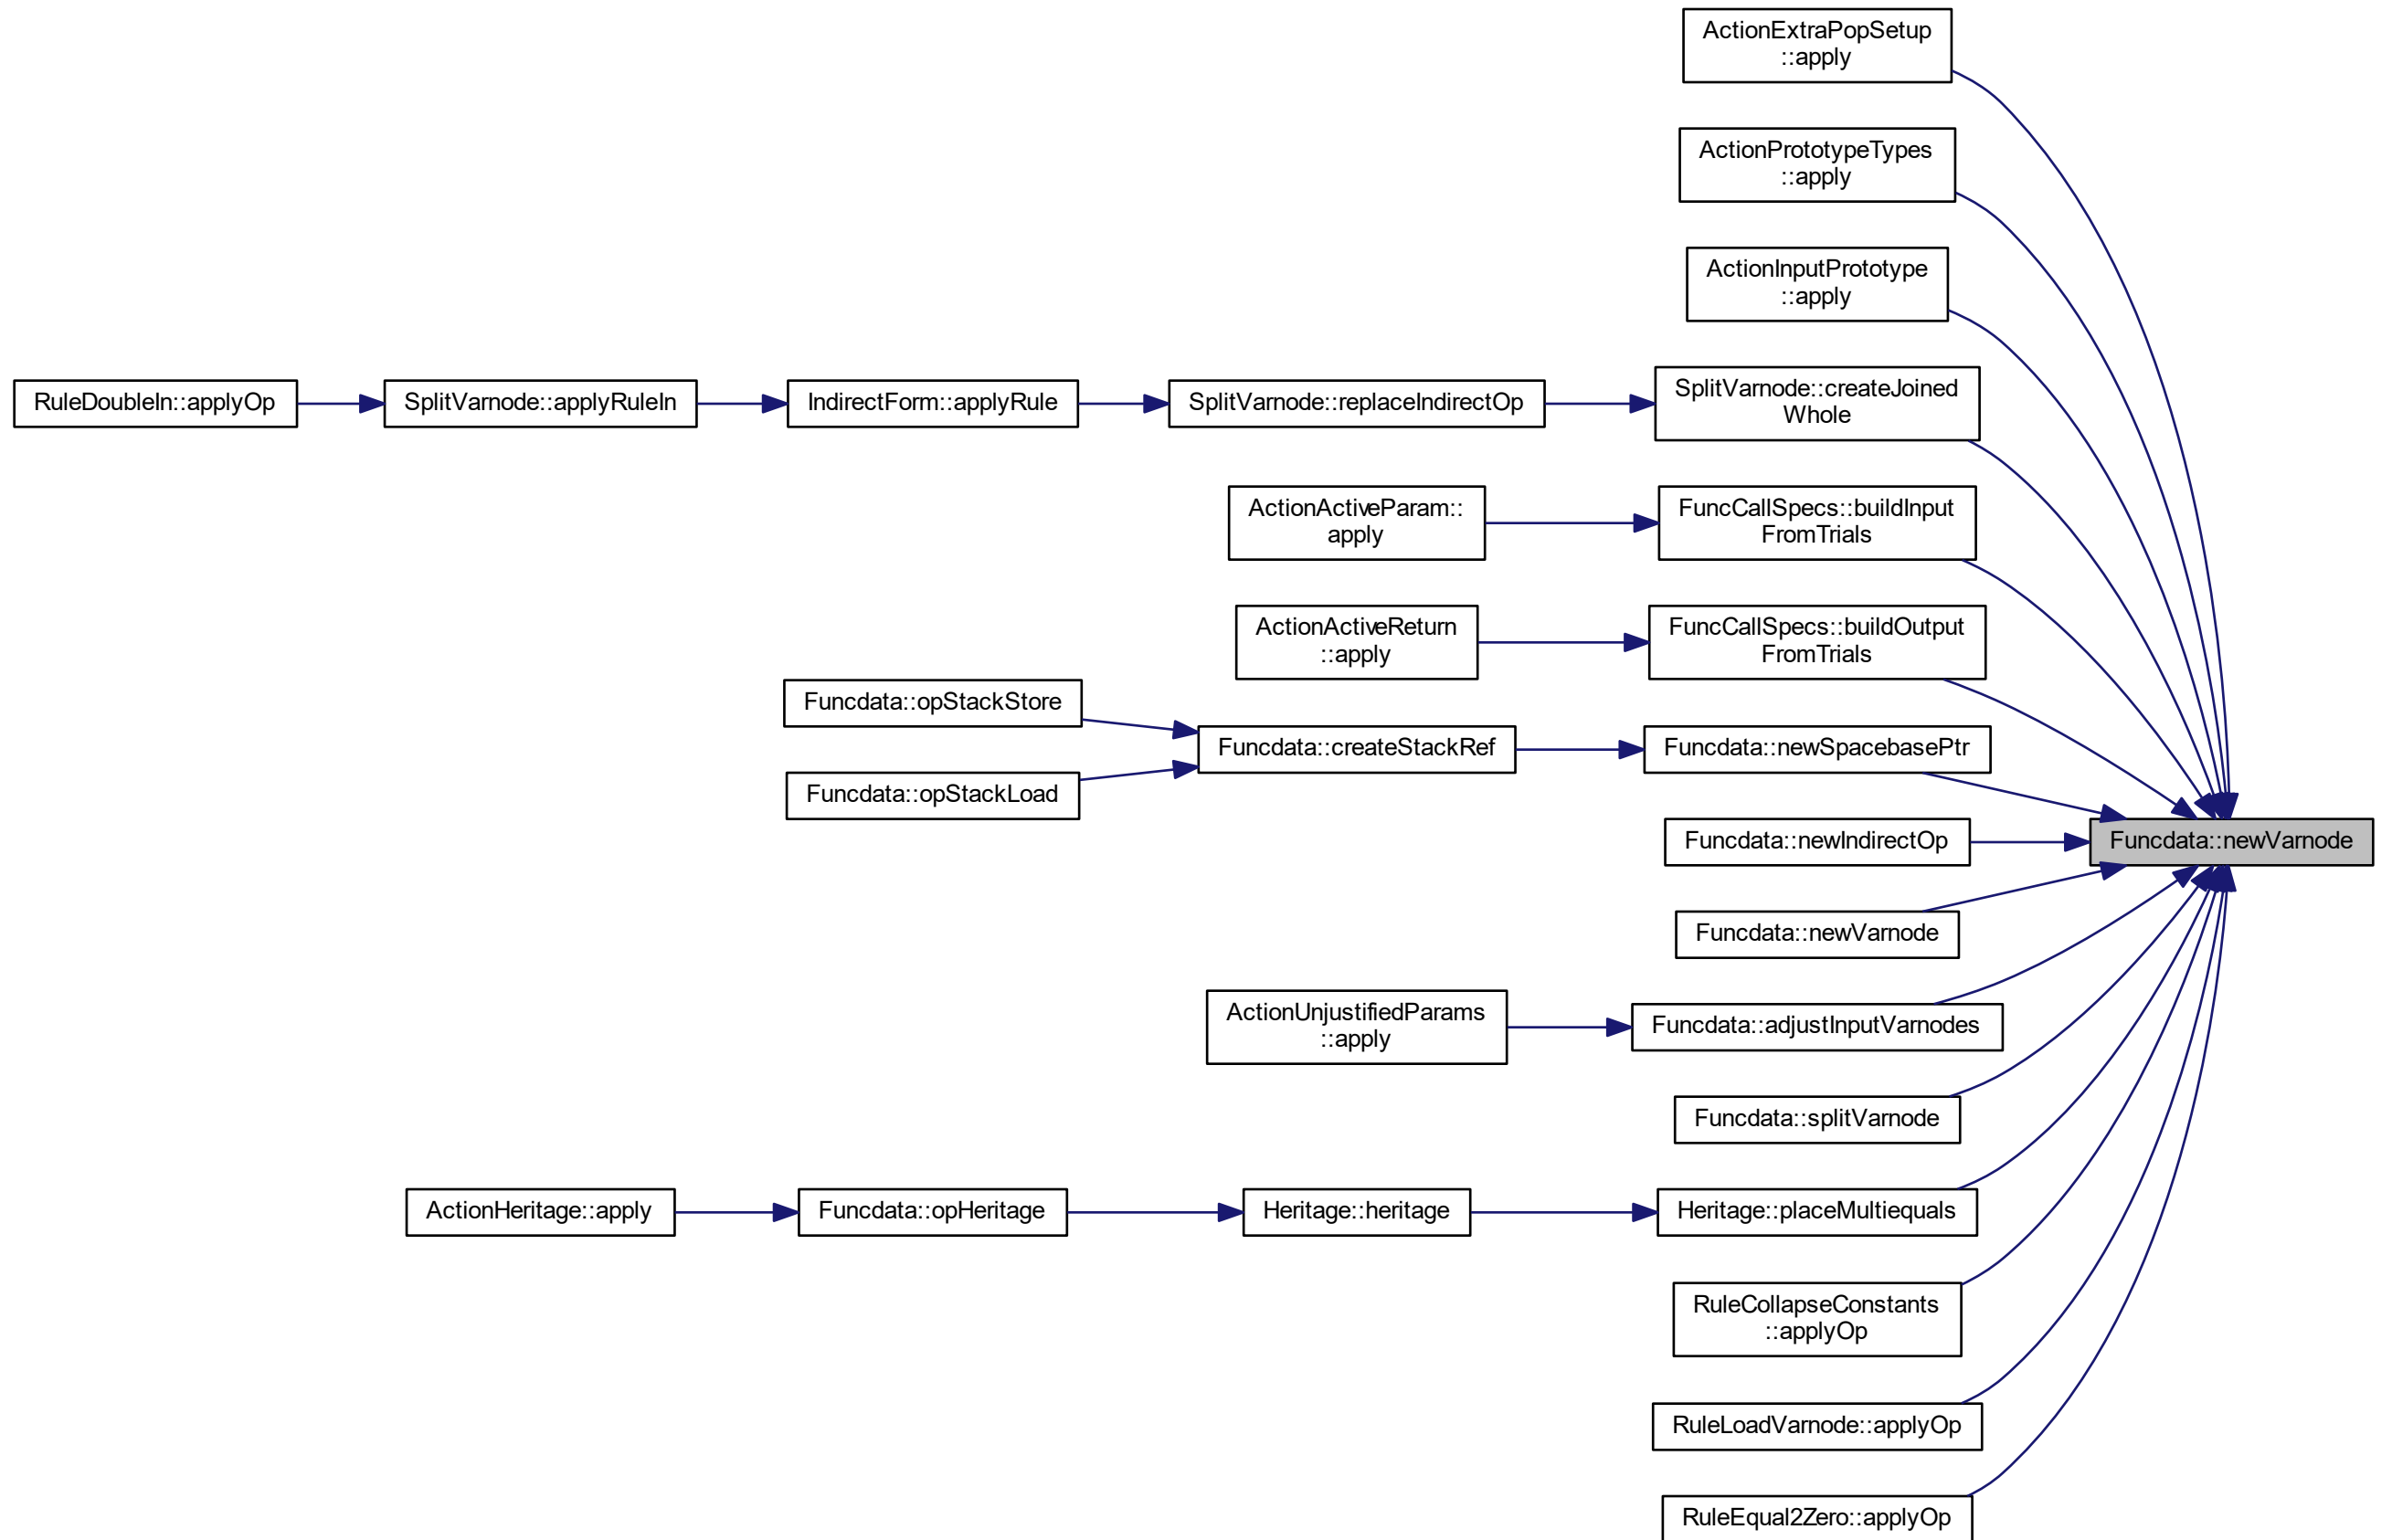 ActionExtraPopSetup
::apply
ActionPrototypeTypes
::apply
ActionInputPrototype
::apply
RuleDoubleIn::applyOp
SplitVarnode::applyRuleIn
IndirectForm::applyRule
SplitVarnode::replaceIndirectOp
SplitVarnode::createJoined
Whole
ActionActiveParam::
apply
FuncCallSpecs::buildInput
FromTrials
ActionActiveReturn
::apply
FuncCallSpecs::buildOutput
FromTrials
Funcdata::opStackStore
Funcdata::opStackLoad
Funcdata::createStackRef
Funcdata::newSpacebasePtr
Funcdata::newIndirectOp
Funcdata::newVarnode
Funcdata::newVarnode
ActionUnjustifiedParams
::apply
Funcdata::adjustInputVarnodes
Funcdata::splitVarnode
ActionHeritage::apply
Funcdata::opHeritage
Heritage::heritage
Heritage::placeMultiequals
RuleCollapseConstants
::applyOp
RuleLoadVarnode::applyOp
RuleEqual2Zero::applyOp